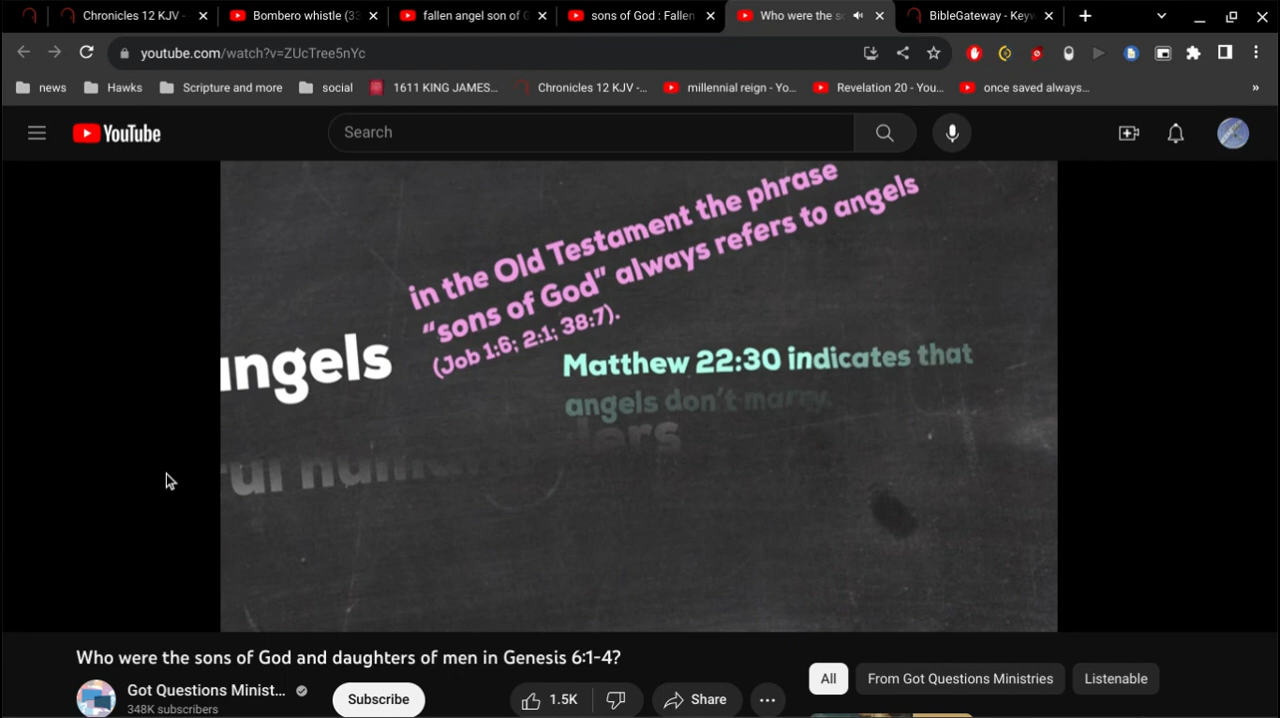 Chronicles 12 KJV -
Bombero whistle (33
fallen angel son of G
sons of God : Fallen
Who were the so
BibleGateway - Keyw
youtube.com/watch?v=ZUcTree5nYc
news
Hawks
Scripture and more
social
1611 KING JAMES...
Chronicles 12 KJV -...
millennial reign - Yo...
Revelation 20 - You...
once saved always...
»
YouTube
Search
in the Old Testament the phrase
“sons of God” always refers to angels
(Job 1:6; 2:1; 38:7).
angels
Matthew 22:30 indicates that
angels don’t marry.
Who were the sons of God and daughters of men in Genesis 6:1-4?
Got Questions Minist...
348K subscribers
Subscribe
1.5K
Share
All
From Got Questions Ministries
Listenable